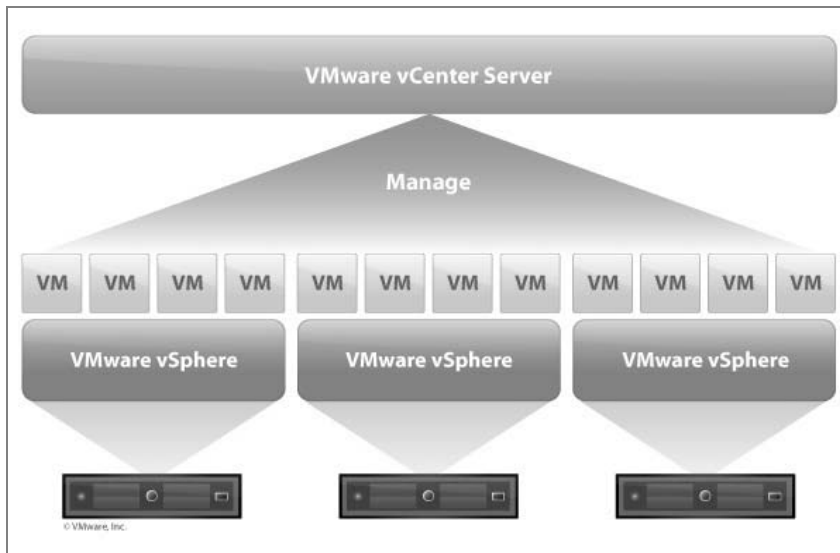 VMware vCenter Server
Manage
VM VM VM VM VM VM VM VM VM VM VM VM
VMware vSphere VMware vSphere VMware vSphere
© VMware, Inc.